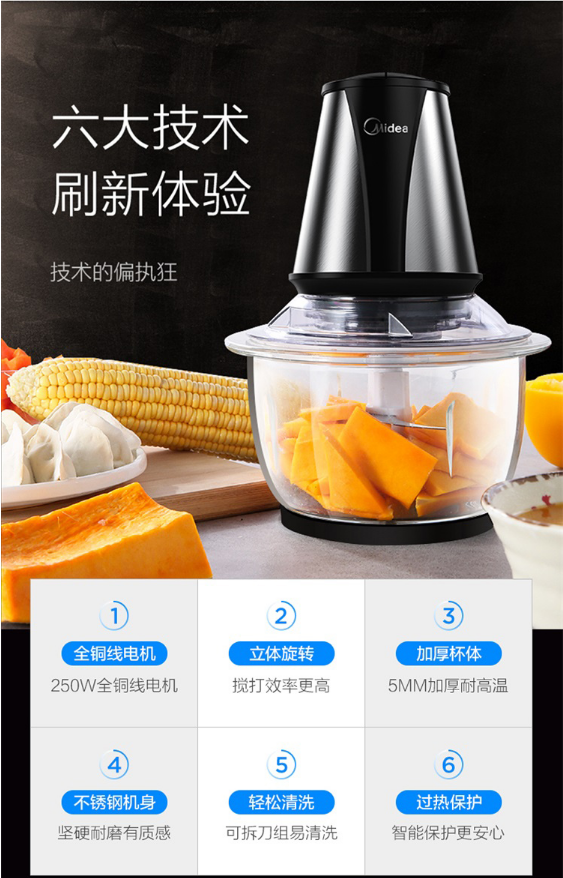 六大技术
刷新体验
技术的偏执狂
Midea
1
全铜线电机
250W全铜线电机
2
立体旋转
搅打效率更高
3
加厚杯体
5MM加厚耐高温
4
不锈钢机身
坚硬耐磨有质感
5
轻松清洗
可拆刀组易清洗
6
过热保护
智能保护更安心